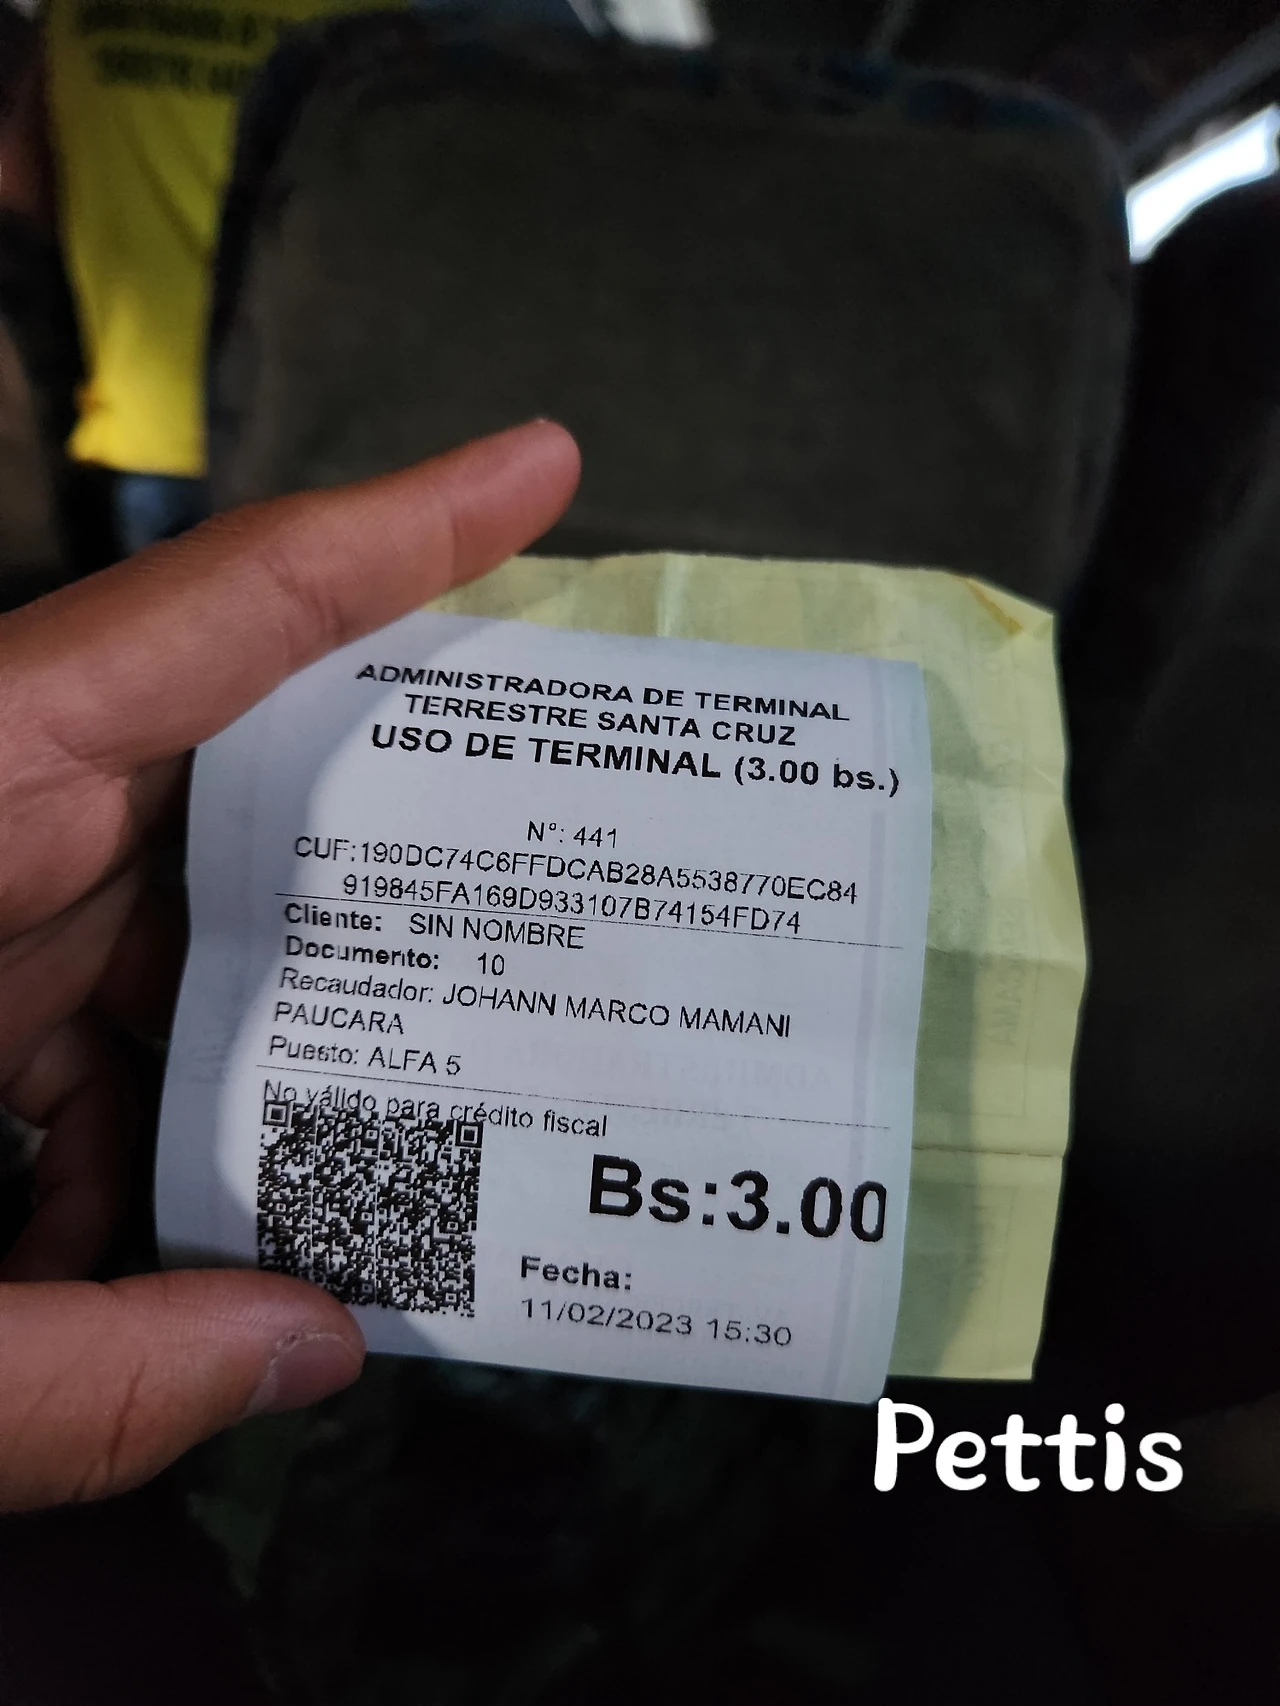 ADMINISTRADORA DE TERMINAL
TERRESTRE SANTA CRUZ
USO DE TERMINAL (3.00 bs.)
N°: 441
CUF:190DC74C6FFDCAB28A5538770EC84
919845FA169D933107B74154FD74
Cliente: SIN NOMBRE
Documento: 10
Recaudador: JOHANN MARCO MAMANI
PAUCARA
Puesto: ALFA 5
No válido para crédito fiscal
Bs:3.00
Fecha:
11/02/2023 15:30
Pettis